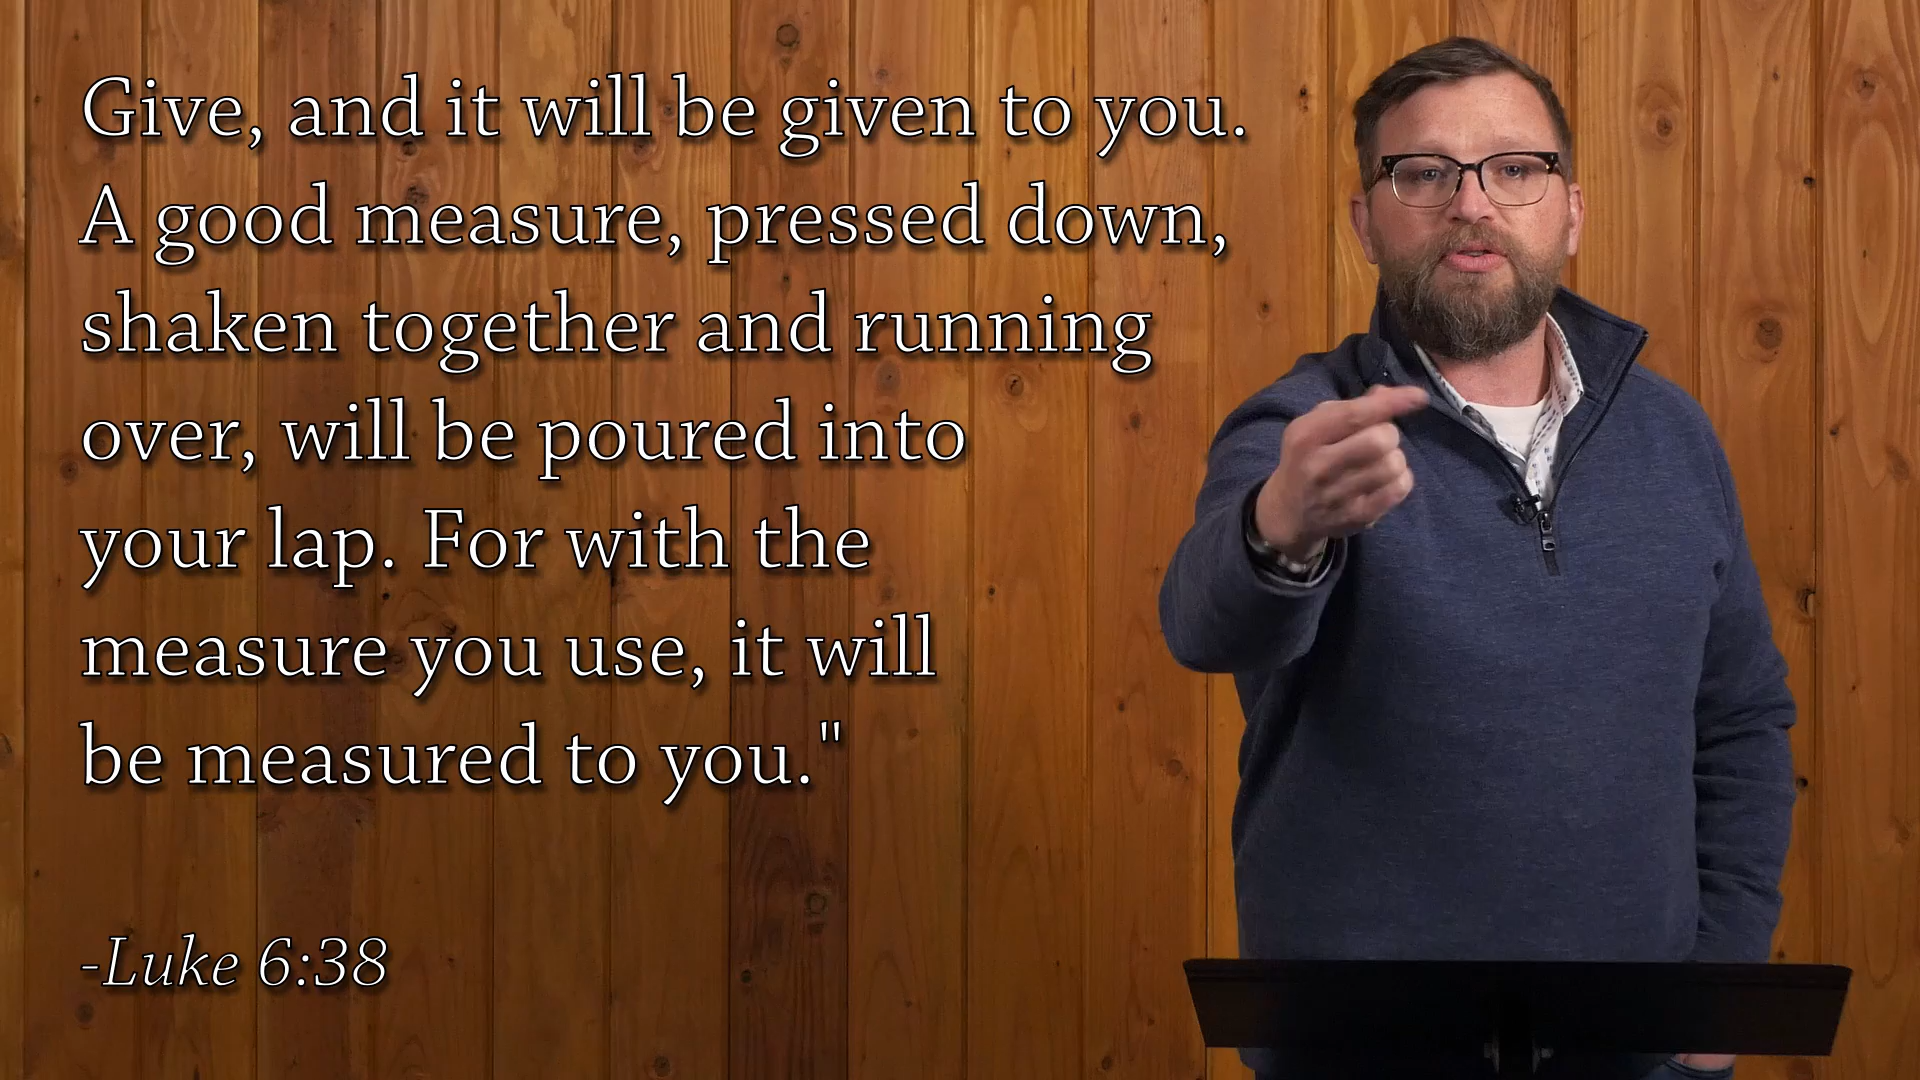 Give, and it will be given to you.
A good measure, pressed down,
shaken together and running
over, will be poured into
your lap. For with the
measure you use, it will
be measured to you."
-Luke 6:38